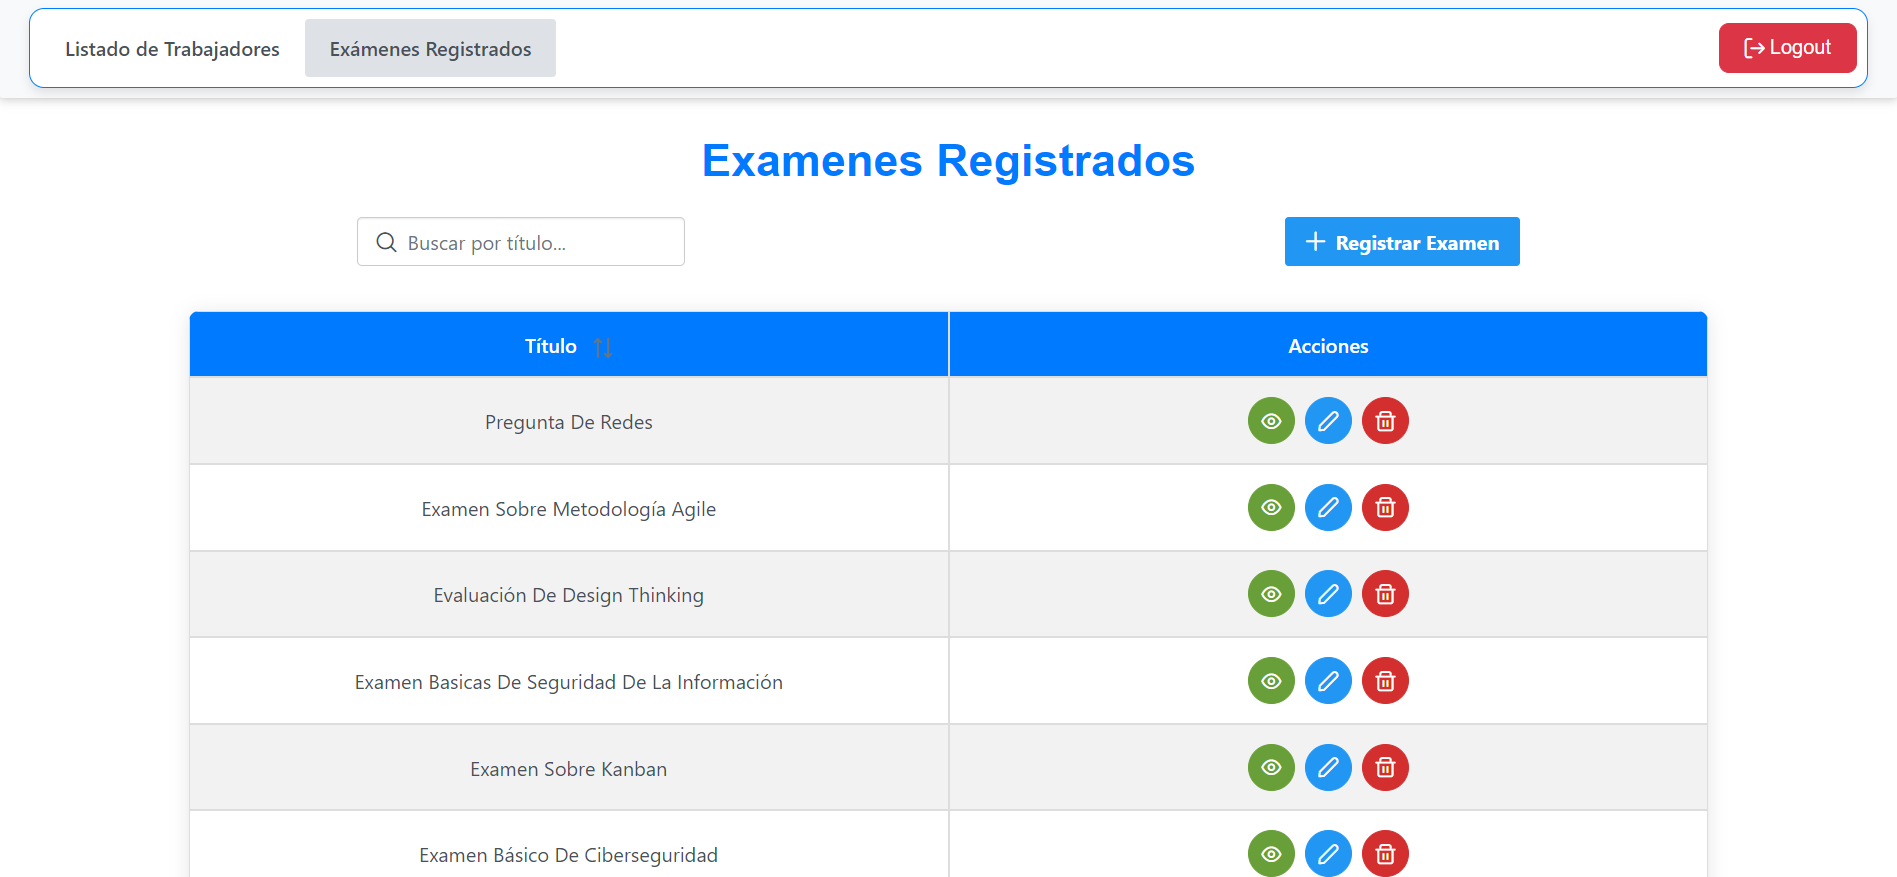 Listado de Trabajadores
Exámenes Registrados
Logout
Examenes Registrados
Buscar por título...
Registrar Examen
Título
Acciones
Pregunta De Redes
Examen Sobre Metodología Agile
Evaluación De Design Thinking
Examen Basicas De Seguridad De La Información
Examen Sobre Kanban
Examen Básico De Ciberseguridad